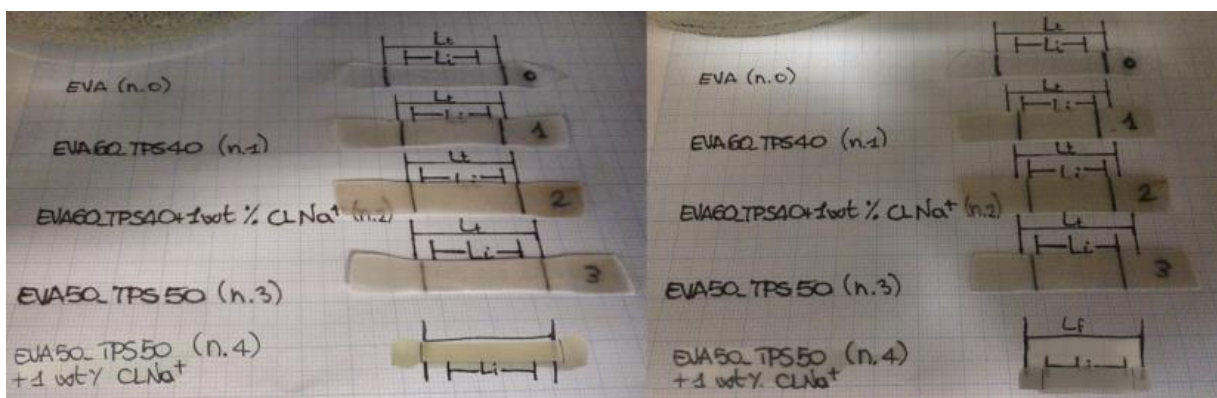 Lt
Li
EVA (n.0)
0
Lt
Li
EVA60_TPS40 (n.1)
1
Lt
Li
EVA60_TPS40+1wt % CLNa+ (n.2)
2
Lt
Li
EVA50_TPS50 (n.3)
3
EVA50_TPS50 (n.4)
+1 wt% CLNa+
Li
Lt
Li
EVA (n.0)
0
Lt
Li
EVA60_TPS40 (n.1)
1
Lt
Li
EVA60_TPS40+1wt % CLNa+ (n.2)
2
Lt
Li
EVA50_TPS50 (n.3)
3
Lf
EVA50_TPS50 (n.4)
+1 wt% CLNa+
Li